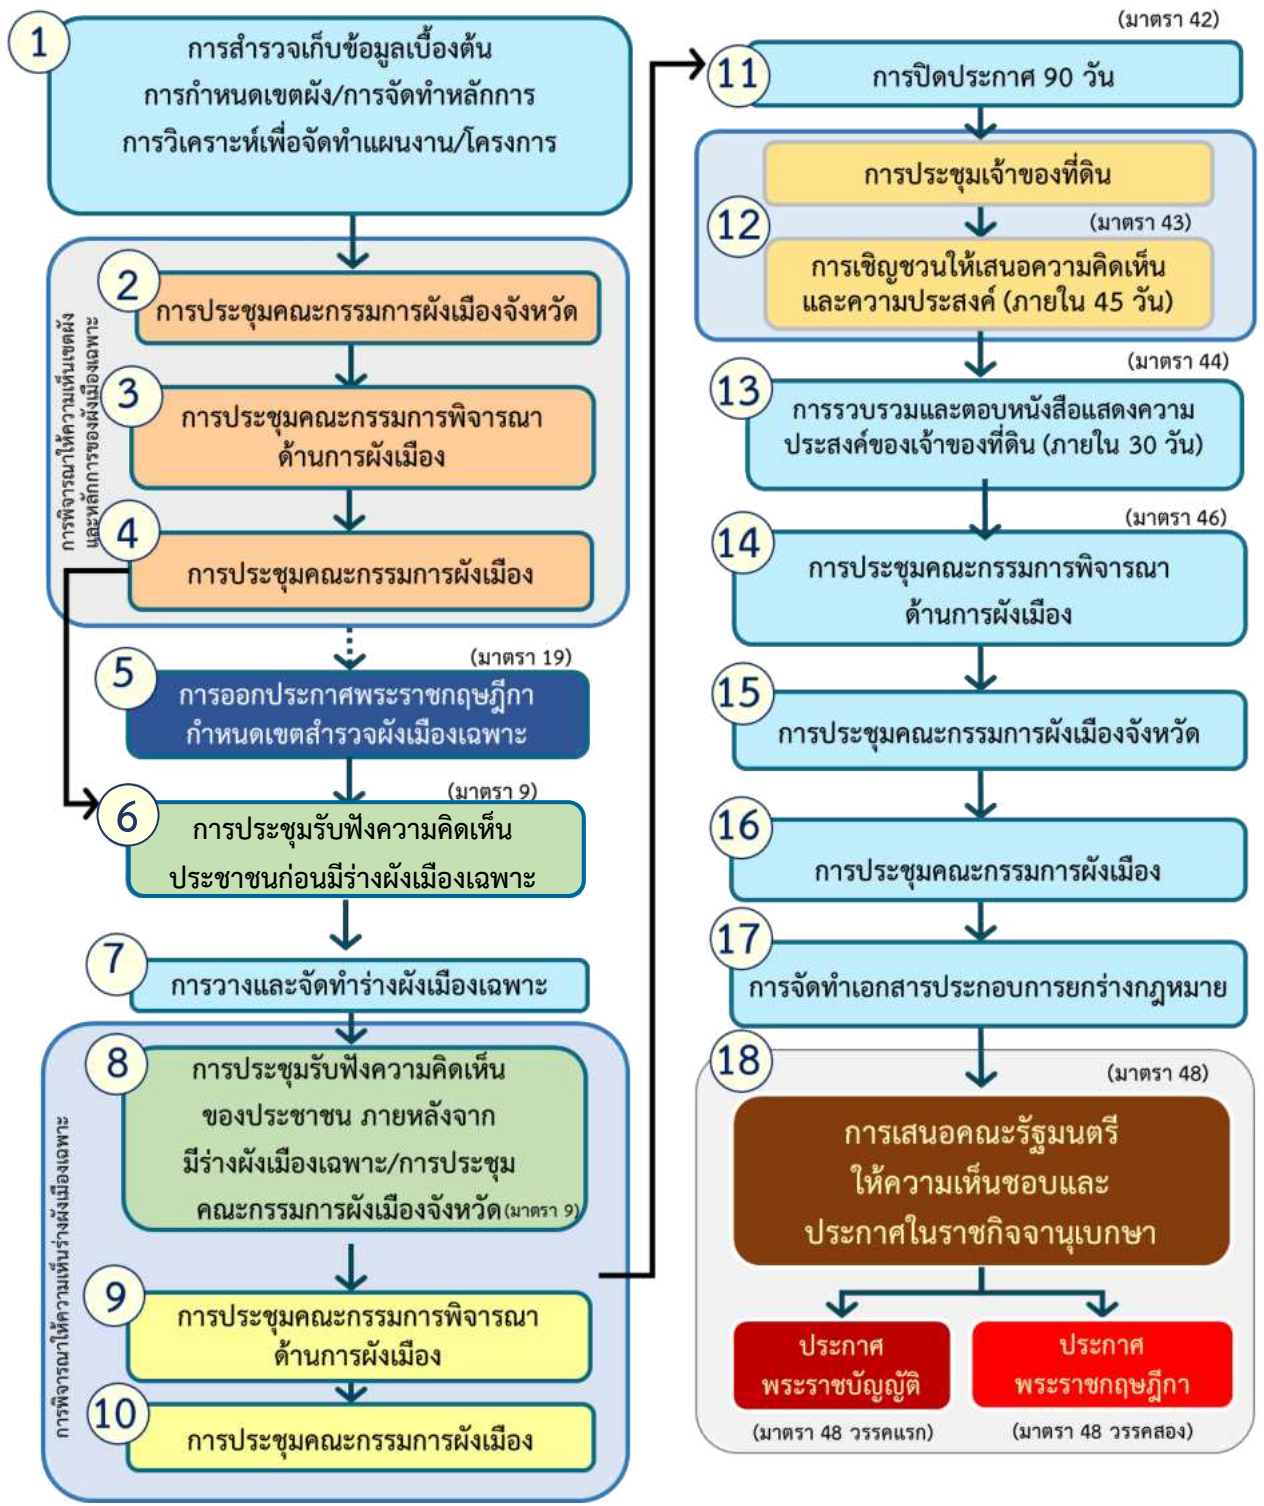 1
การสำรวจเก็บข้อมูลเบื้องต้น
การกำหนดเขตผัง/การจัดทำหลักการ
การวิเคราะห์เพื่อจัดทำแผนงาน/โครงการ
การพิจารณาให้ความเห็นเขตผัง
และหลักการของผังเมืองเฉพาะ
2
การประชุมคณะกรรมการผังเมืองจังหวัด
3
การประชุมคณะกรรมการพิจารณา
ด้านการผังเมือง
4
การประชุมคณะกรรมการผังเมือง
5
(มาตรา 19)
การออกประกาศพระราชกฤษฎีกา
กำหนดเขตสำรวจผังเมืองเฉพาะ
6
(มาตรา 9)
การประชุมรับฟังความคิดเห็น
ประชาชนก่อนมีร่างผังเมืองเฉพาะ
7
การวางและจัดทำร่างผังเมืองเฉพาะ
การพิจารณาให้ความเห็นร่างผังเมืองเฉพาะ
8
การประชุมรับฟังความคิดเห็น
ของประชาชน ภายหลังจาก
มีร่างผังเมืองเฉพาะ/การประชุม
คณะกรรมการผังเมืองจังหวัด (มาตรา 9)
9
การประชุมคณะกรรมการพิจารณา
ด้านการผังเมือง
10
การประชุมคณะกรรมการผังเมือง
(มาตรา 42)
11
การปิดประกาศ 90 วัน
12
การประชุมเจ้าของที่ดิน
(มาตรา 43)
การเชิญชวนให้เสนอความคิดเห็น
และความประสงค์ (ภายใน 45 วัน)
(มาตรา 44)
13
การรวบรวมและตอบหนังสือแสดงความ
ประสงค์ของเจ้าของที่ดิน (ภายใน 30 วัน)
(มาตรา 46)
14
การประชุมคณะกรรมการพิจารณา
ด้านการผังเมือง
15
การประชุมคณะกรรมการผังเมืองจังหวัด
16
การประชุมคณะกรรมการผังเมือง
17
การจัดทำเอกสารประกอบการยกร่างกฎหมาย
18
(มาตรา 48)
การเสนอคณะรัฐมนตรี
ให้ความเห็นชอบและ
ประกาศในราชกิจจานุเบกษา
ประกาศ
พระราชบัญญัติ
(มาตรา 48 วรรคแรก)
ประกาศ
พระราชกฤษฎีกา
(มาตรา 48 วรรคสอง)